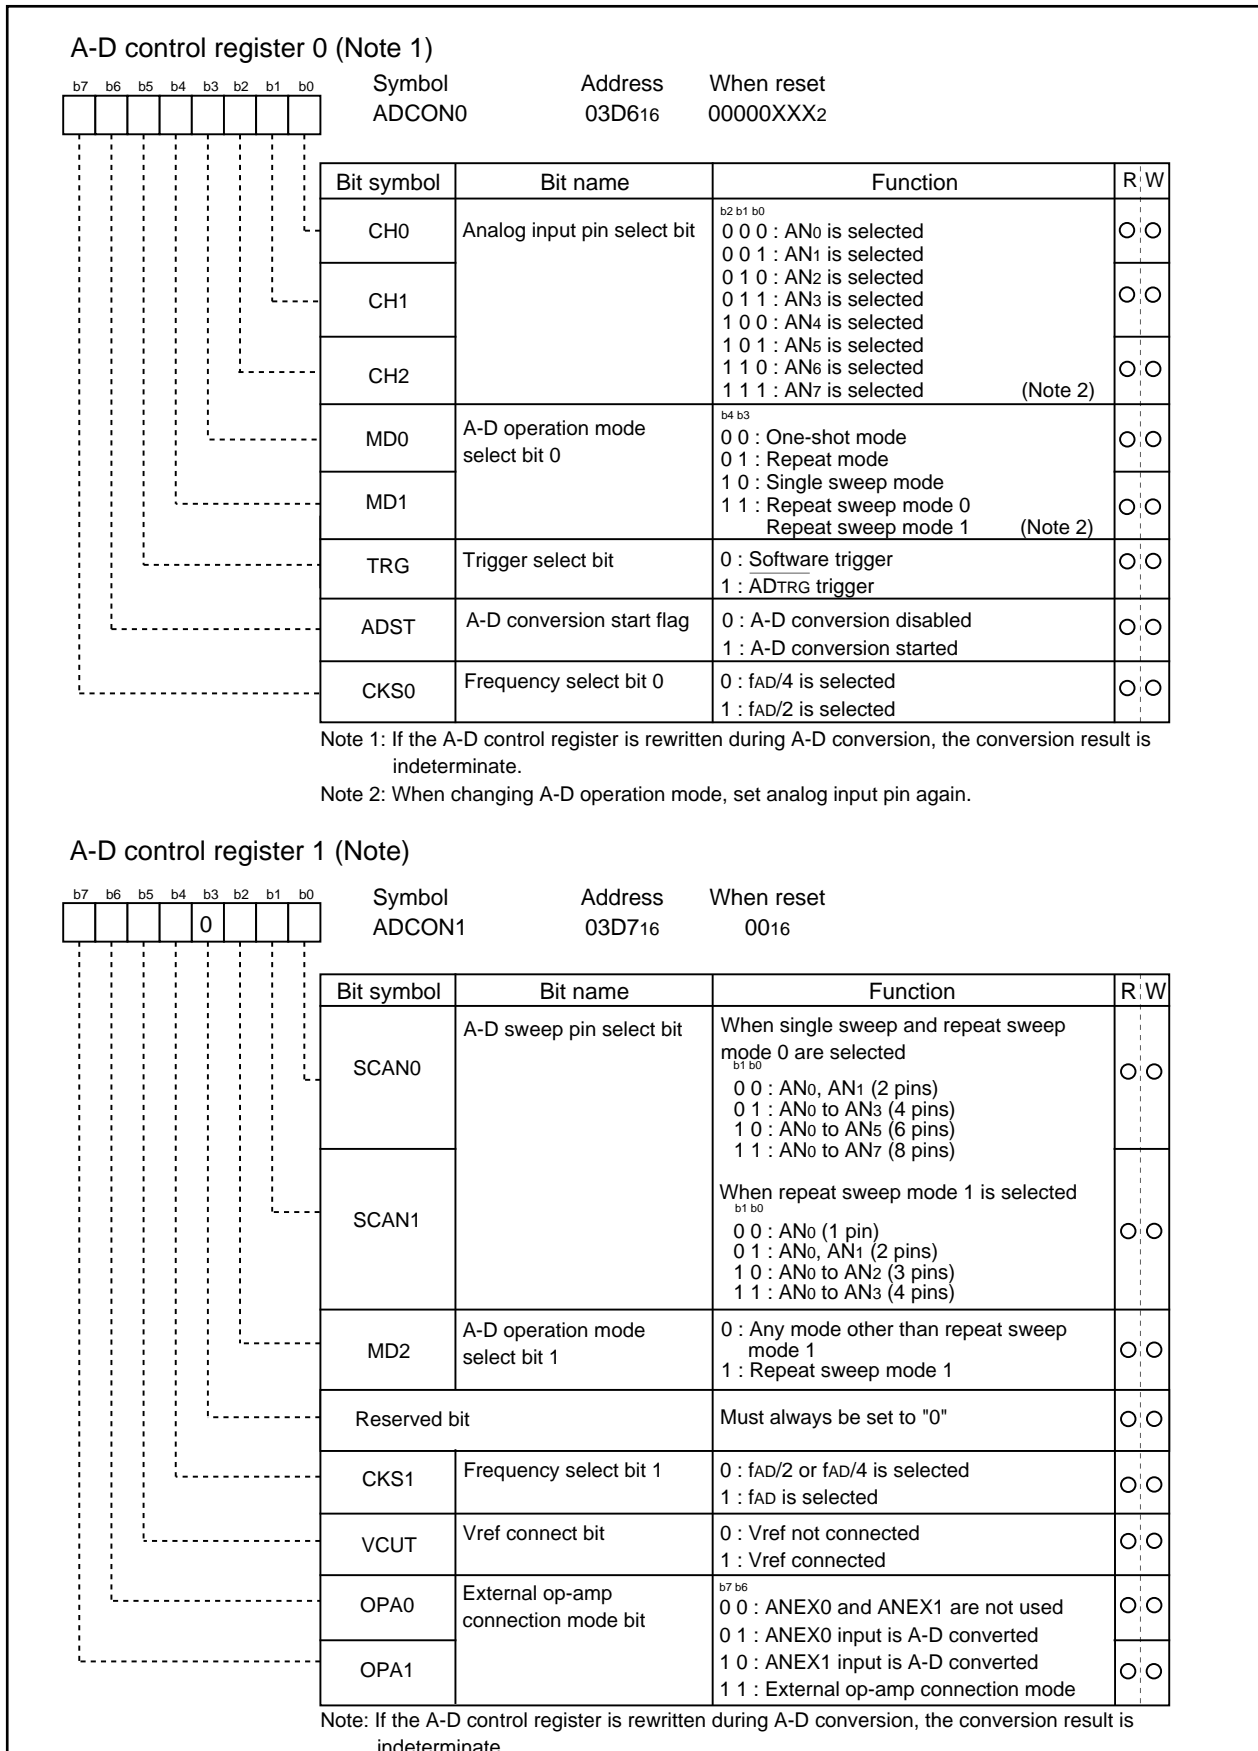 A-D control register 0 (Note 1)
b7 b6 b5 b4 b3 b2 b1 b0
Symbol Address When reset
ADCON0 03D616 00000XXX2
Bit symbol Bit name Function R W
CH0 Analog input pin select bit
b2 b1 b0
0 0 0 : AN0 is selected
0 0 1 : AN1 is selected
0 1 0 : AN2 is selected
CH1
0 1 1 : AN3 is selected
1 0 0 : AN4 is selected
1 0 1 : AN5 is selected
CH2
1 1 0 : AN6 is selected
1 1 1 : AN7 is selected (Note 2)
MD0 A-D operation mode
select bit 0
b4 b3
0 0 : One-shot mode
0 1 : Repeat mode
1 0 : Single sweep mode
MD1
1 1 : Repeat sweep mode 0
Repeat sweep mode 1 (Note 2)
TRG Trigger select bit 0 : Software trigger
1 : ADTRG trigger
ADST A-D conversion start flag 0 : A-D conversion disabled
1 : A-D conversion started
CKS0 Frequency select bit 0 0 : fAD/4 is selected
1 : fAD/2 is selected
Note 1: If the A-D control register is rewritten during A-D conversion, the conversion result is
indeterminate.
Note 2: When changing A-D operation mode, set analog input pin again.
A-D control register 1 (Note)
b7 b6 b5 b4 b3 b2 b1 b0
0
Symbol Address When reset
ADCON1 03D716 0016
Bit symbol Bit name Function R W
SCAN0 A-D sweep pin select bit When single sweep and repeat sweep
mode 0 are selected
b1 b0
0 0 : AN0, AN1 (2 pins)
0 1 : AN0 to AN3 (4 pins)
1 0 : AN0 to AN5 (6 pins)
1 1 : AN0 to AN7 (8 pins)
SCAN1 When repeat sweep mode 1 is selected
b1 b0
0 0 : AN0 (1 pin)
0 1 : AN0, AN1 (2 pins)
1 0 : AN0 to AN2 (3 pins)
1 1 : AN0 to AN3 (4 pins)
MD2 A-D operation mode
select bit 1
0 : Any mode other than repeat sweep
mode 1
1 : Repeat sweep mode 1
Reserved bit Must always be set to "0"
CKS1 Frequency select bit 1 0 : fAD/2 or fAD/4 is selected
1 : fAD is selected
VCUT Vref connect bit 0 : Vref not connected
1 : Vref connected
OPA0 External op-amp
connection mode bit
b7 b6
0 0 : ANEX0 and ANEX1 are not used
0 1 : ANEX0 input is A-D converted
OPA1
1 0 : ANEX1 input is A-D converted
1 1 : External op-amp connection mode
Note: If the A-D control register is rewritten during A-D conversion, the conversion result is
indeterminate